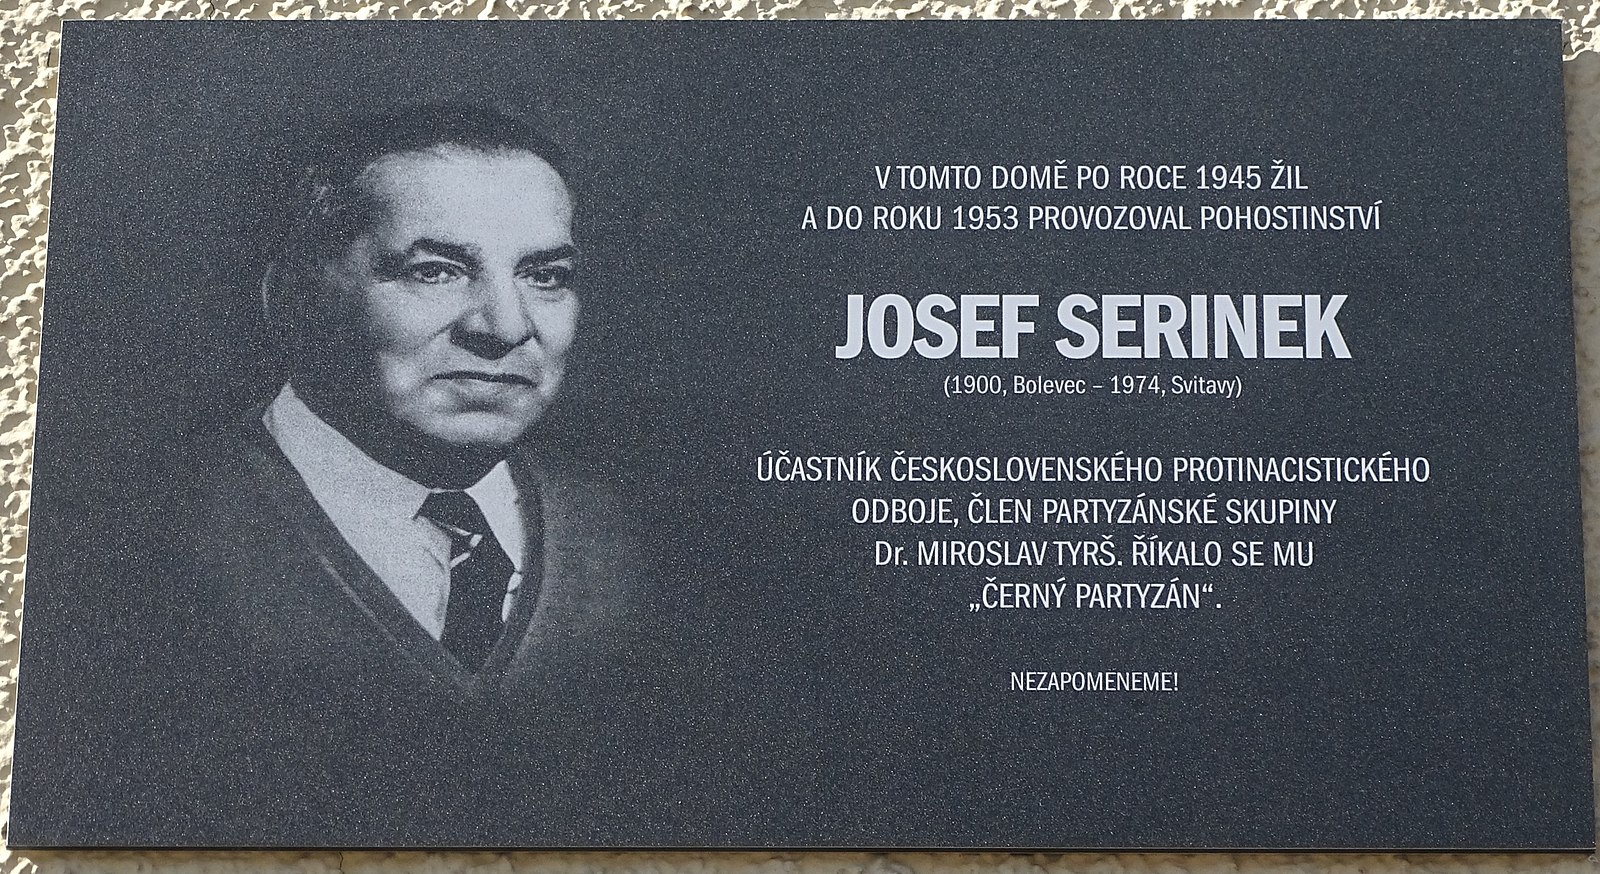 V TOMTO DOMĚ PO ROCE 1945 ŽIL
A DO ROKU 1953 PROVOZOVAL POHOSTINSTVÍ
JOSEF SERINEK
(1900, Bolevec – 1974, Svitavy)
ÚČASTNÍK ČESKOSLOVENSKÉHO PROTINACISTICKÉHO
ODBOJE, ČLEN PARTYZÁNSKÉ SKUPINY
Dr. MIROSLAV TYRŠ. ŘÍKALO SE MU
„ČERNÝ PARTYZÁN“.
NEZAPOMENEME!